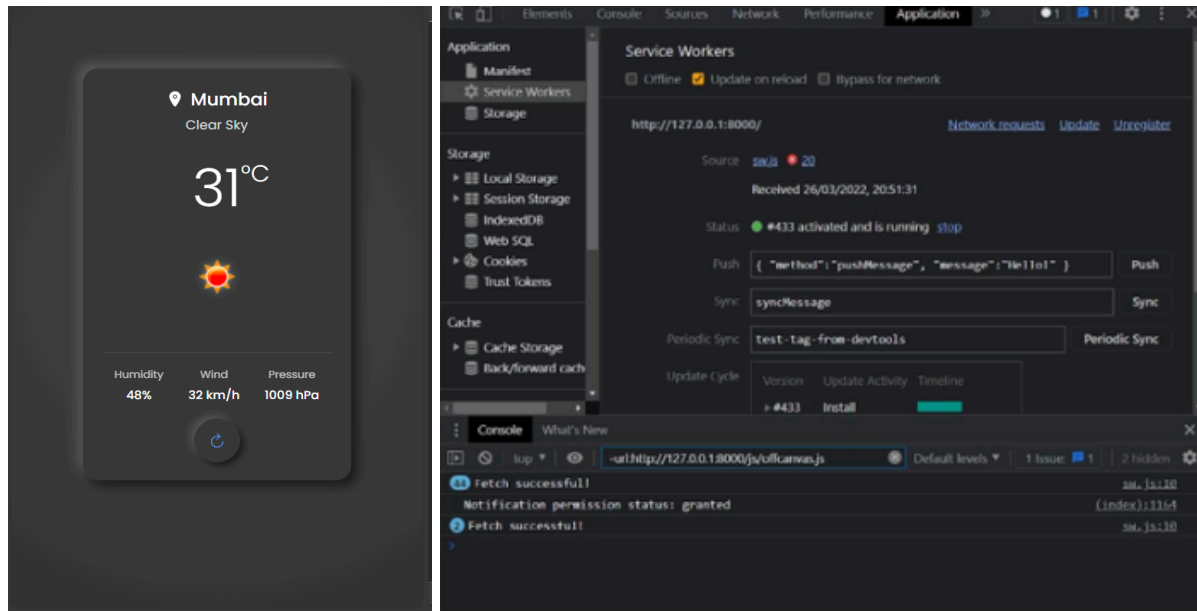 Mumbai
Clear Sky
31°C
Humidity Wind Pressure
48% 32 km/h 1009 hPa
Elements Console Sources Network Performance Application » 1 1
Application
Manifest
Service Workers
Storage
Storage
Local Storage
Session Storage
IndexedDB
Web SQL
Cookies
Trust Tokens
Cache
Cache Storage
Back/forward cach
Service Workers
Offline Update on reload Bypass for network
http://127.0.0.1:8000/ Network requests Update Unregister
Source sw.js 20
Received 26/03/2022, 20:51:31
Status #433 activated and is running stop
Push { "method":"pushMessage", "message":"Hello!" } Push
Sync syncMessage Sync
Periodic Sync test-tag-from-devtools Periodic Sync
Update Cycle Version Update Activity Timeline
#433 Install
Console What's New
top Default levels 1 Issue: 1 2 hidden
-url:http://127.0.0.1:8000/js/offcanvas.js
44 Fetch successful! sw.js:10
Notification permission status: granted (index):1164
2 Fetch successful! sw.js:10